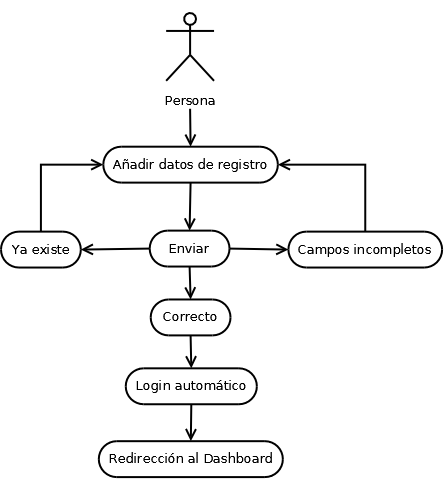 Persona
Añadir datos de registro
Ya existe
Enviar
Campos incompletos
Correcto
Login automático
Redirección al Dashboard